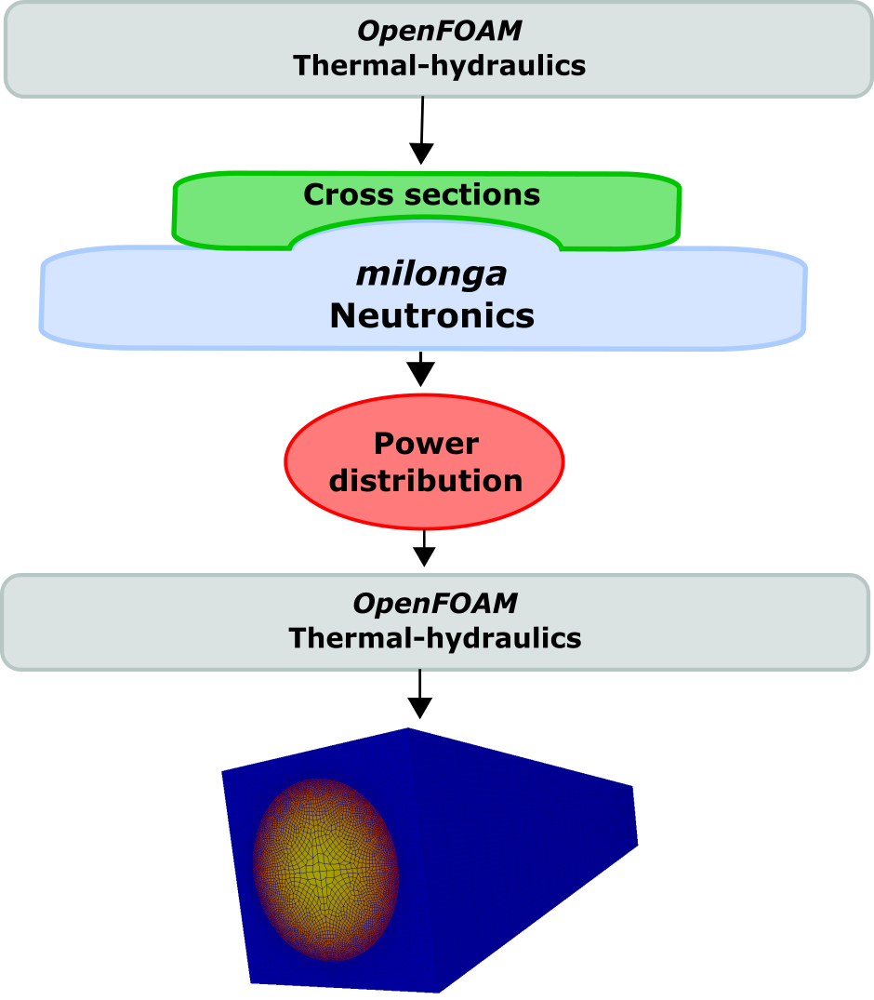 OpenFOAM
Thermal-hydraulics
Cross sections
milonga
Neutronics
Power
distribution
OpenFOAM
Thermal-hydraulics